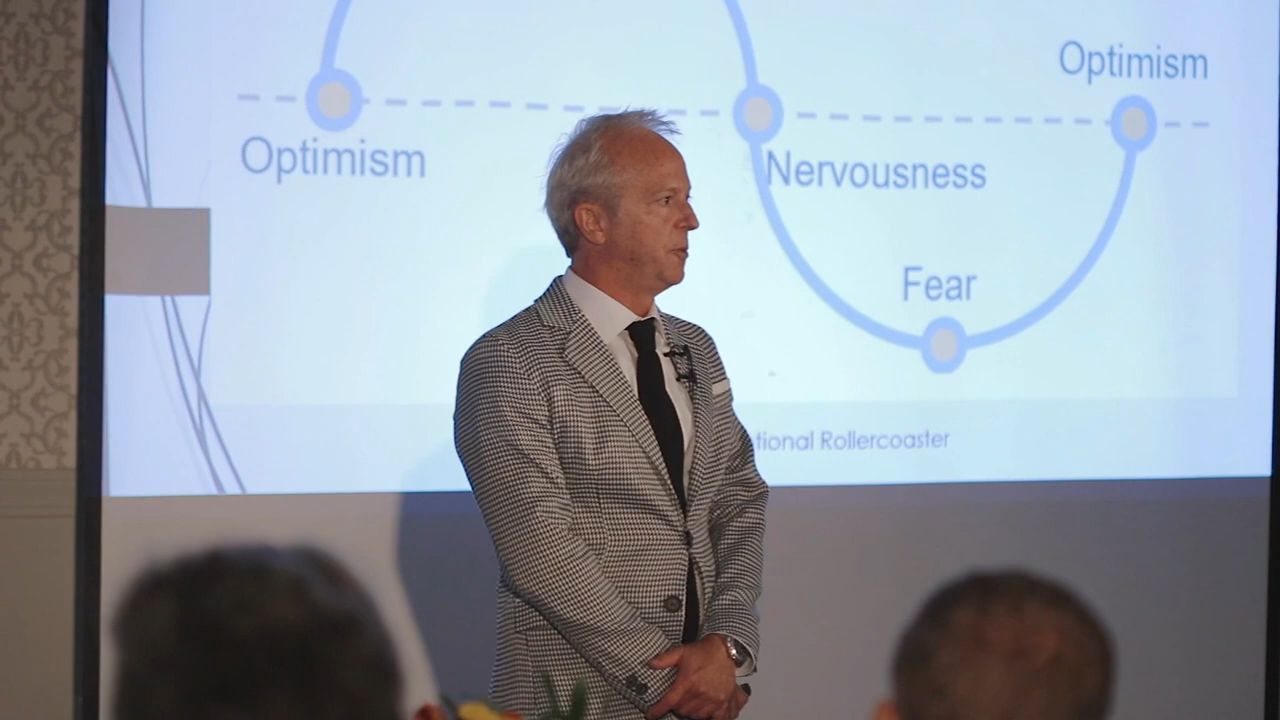 Optimism
Optimism
Nervousness
Fear
Rollercoaster